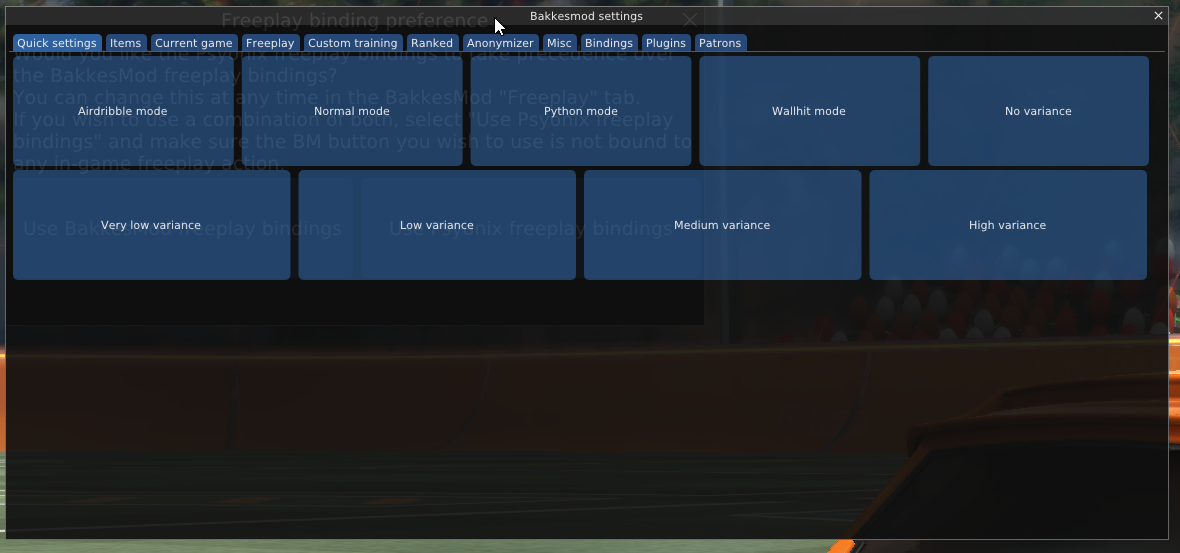 Freeplay binding preference
Bakkesmod settings
Quick settings Items Current game Freeplay Custom training Ranked Anonymizer Misc Bindings Plugins Patrons
Would you like the Psyonix freeplay bindings to take precedence over
the BakkesMod freeplay bindings?
You can change this at any time in the BakkesMod "Freeplay" tab.
Airdribble mode Normal mode Python mode Wallhit mode No variance
If you wish to use a combination of both, select "Use Psyonix freeplay
bindings" and make sure the BM button you wish to use is not bound to
any in-game freeplay action.
Very low variance Low variance Medium variance High variance
Use BakkesMod freeplay bindings Use Psyonix freeplay bindings